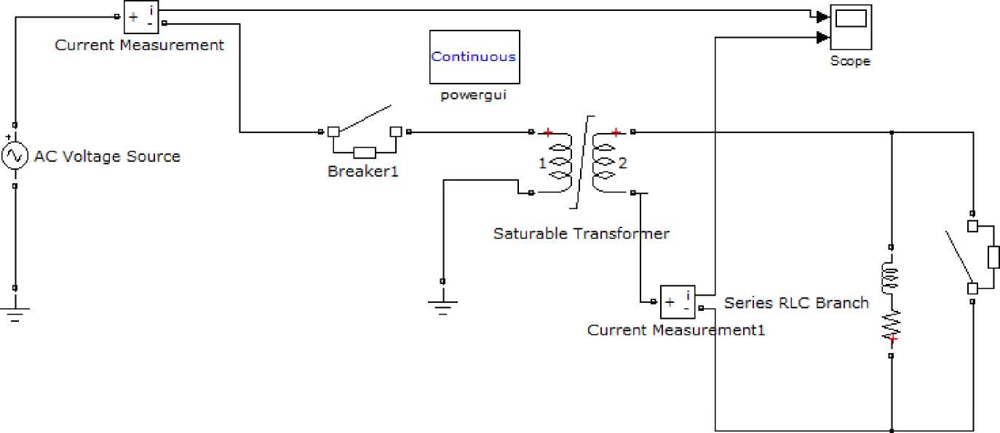 i
+
-
Current Measurement
Continuous
powergui
Scope
+
AC Voltage Source
Breaker1
+
+
1
2
Saturable Transformer
i
+
-
Series RLC Branch
Current Measurement1
+